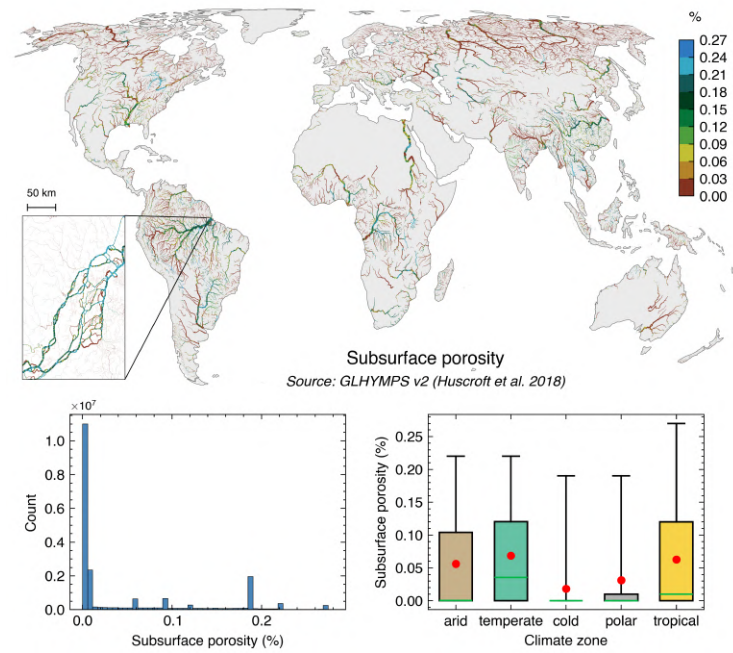 %
0.27
0.24
0.21
0.18
0.15
0.12
0.09
0.06
0.03
0.00
50 km
Subsurface porosity
Source: GLHYMPS v2 (Huscroft et al. 2018)
×10⁷
1.0
0.8
0.6
0.4
0.2
0.0
Count
0.0 0.1 0.2
Subsurface porosity (%)
0.25
0.20
0.15
0.10
0.05
0.00
Subsurface porosity (%)
arid temperate cold polar tropical
Climate zone